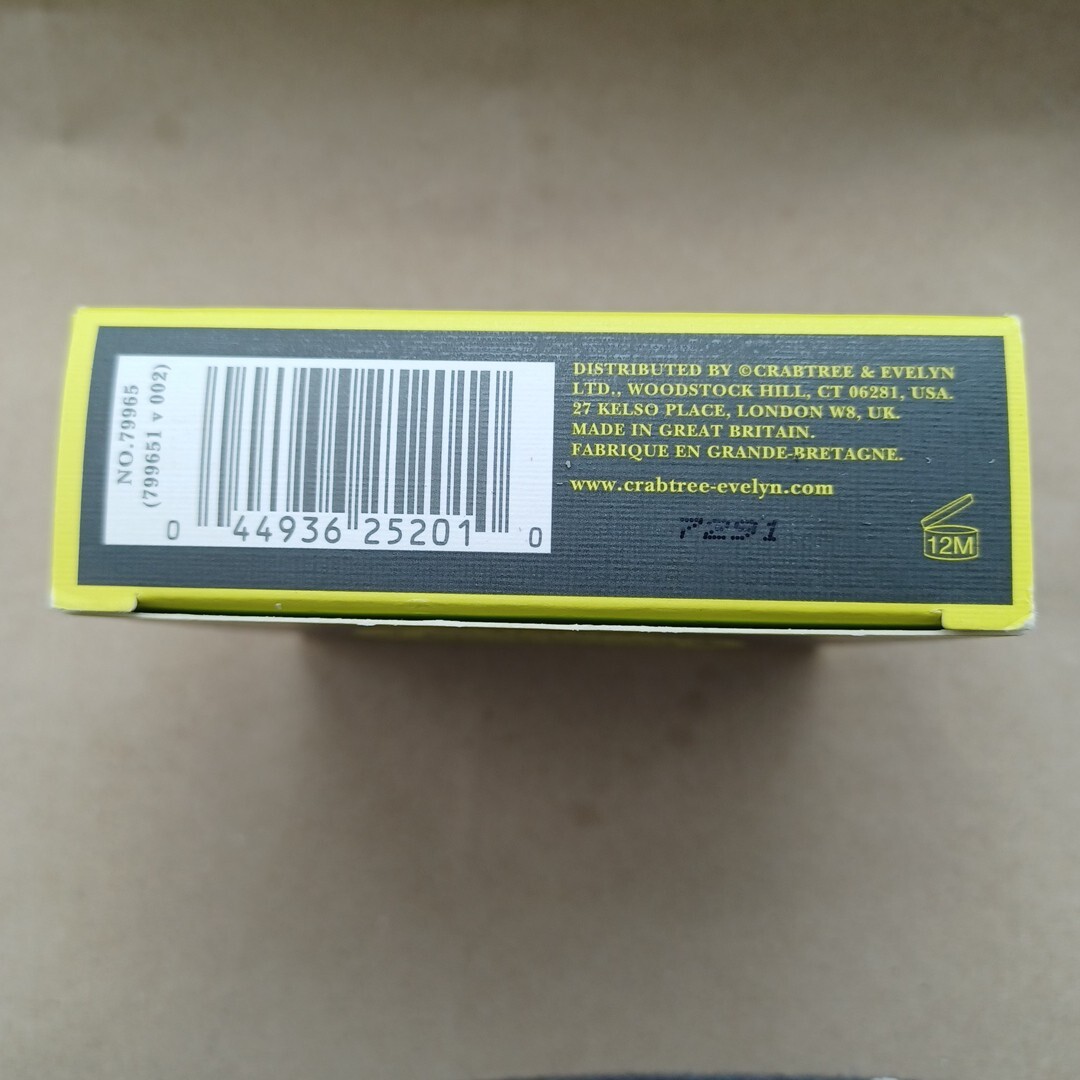 NO.79965
(799651 v 002)
0 44936 25201 0
DISTRIBUTED BY ©CRABTREE & EVELYN
LTD., WOODSTOCK HILL, CT 06281, USA.
27 KELSO PLACE, LONDON W8, UK.
MADE IN GREAT BRITAIN.
FABRIQUE EN GRANDE-BRETAGNE.
www.crabtree-evelyn.com
7291
12M